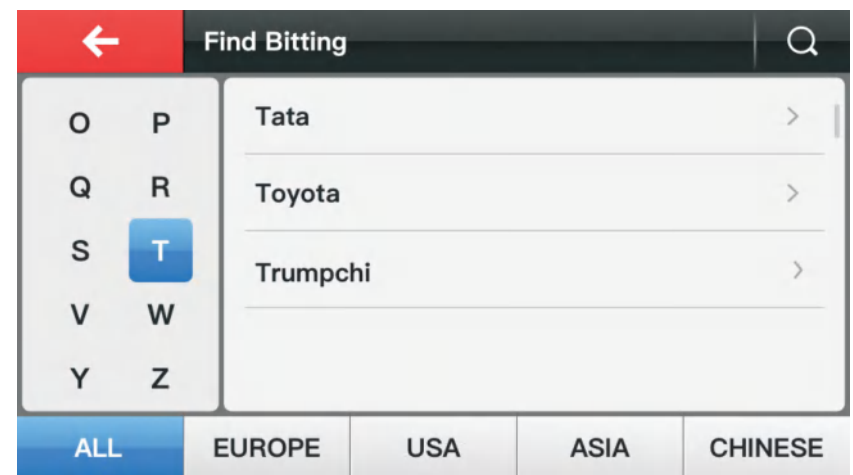 Find Bitting
O P
Q R
S T
V W
Y Z
Tata
Toyota
Trumpchi
ALL EUROPE USA ASIA CHINESE